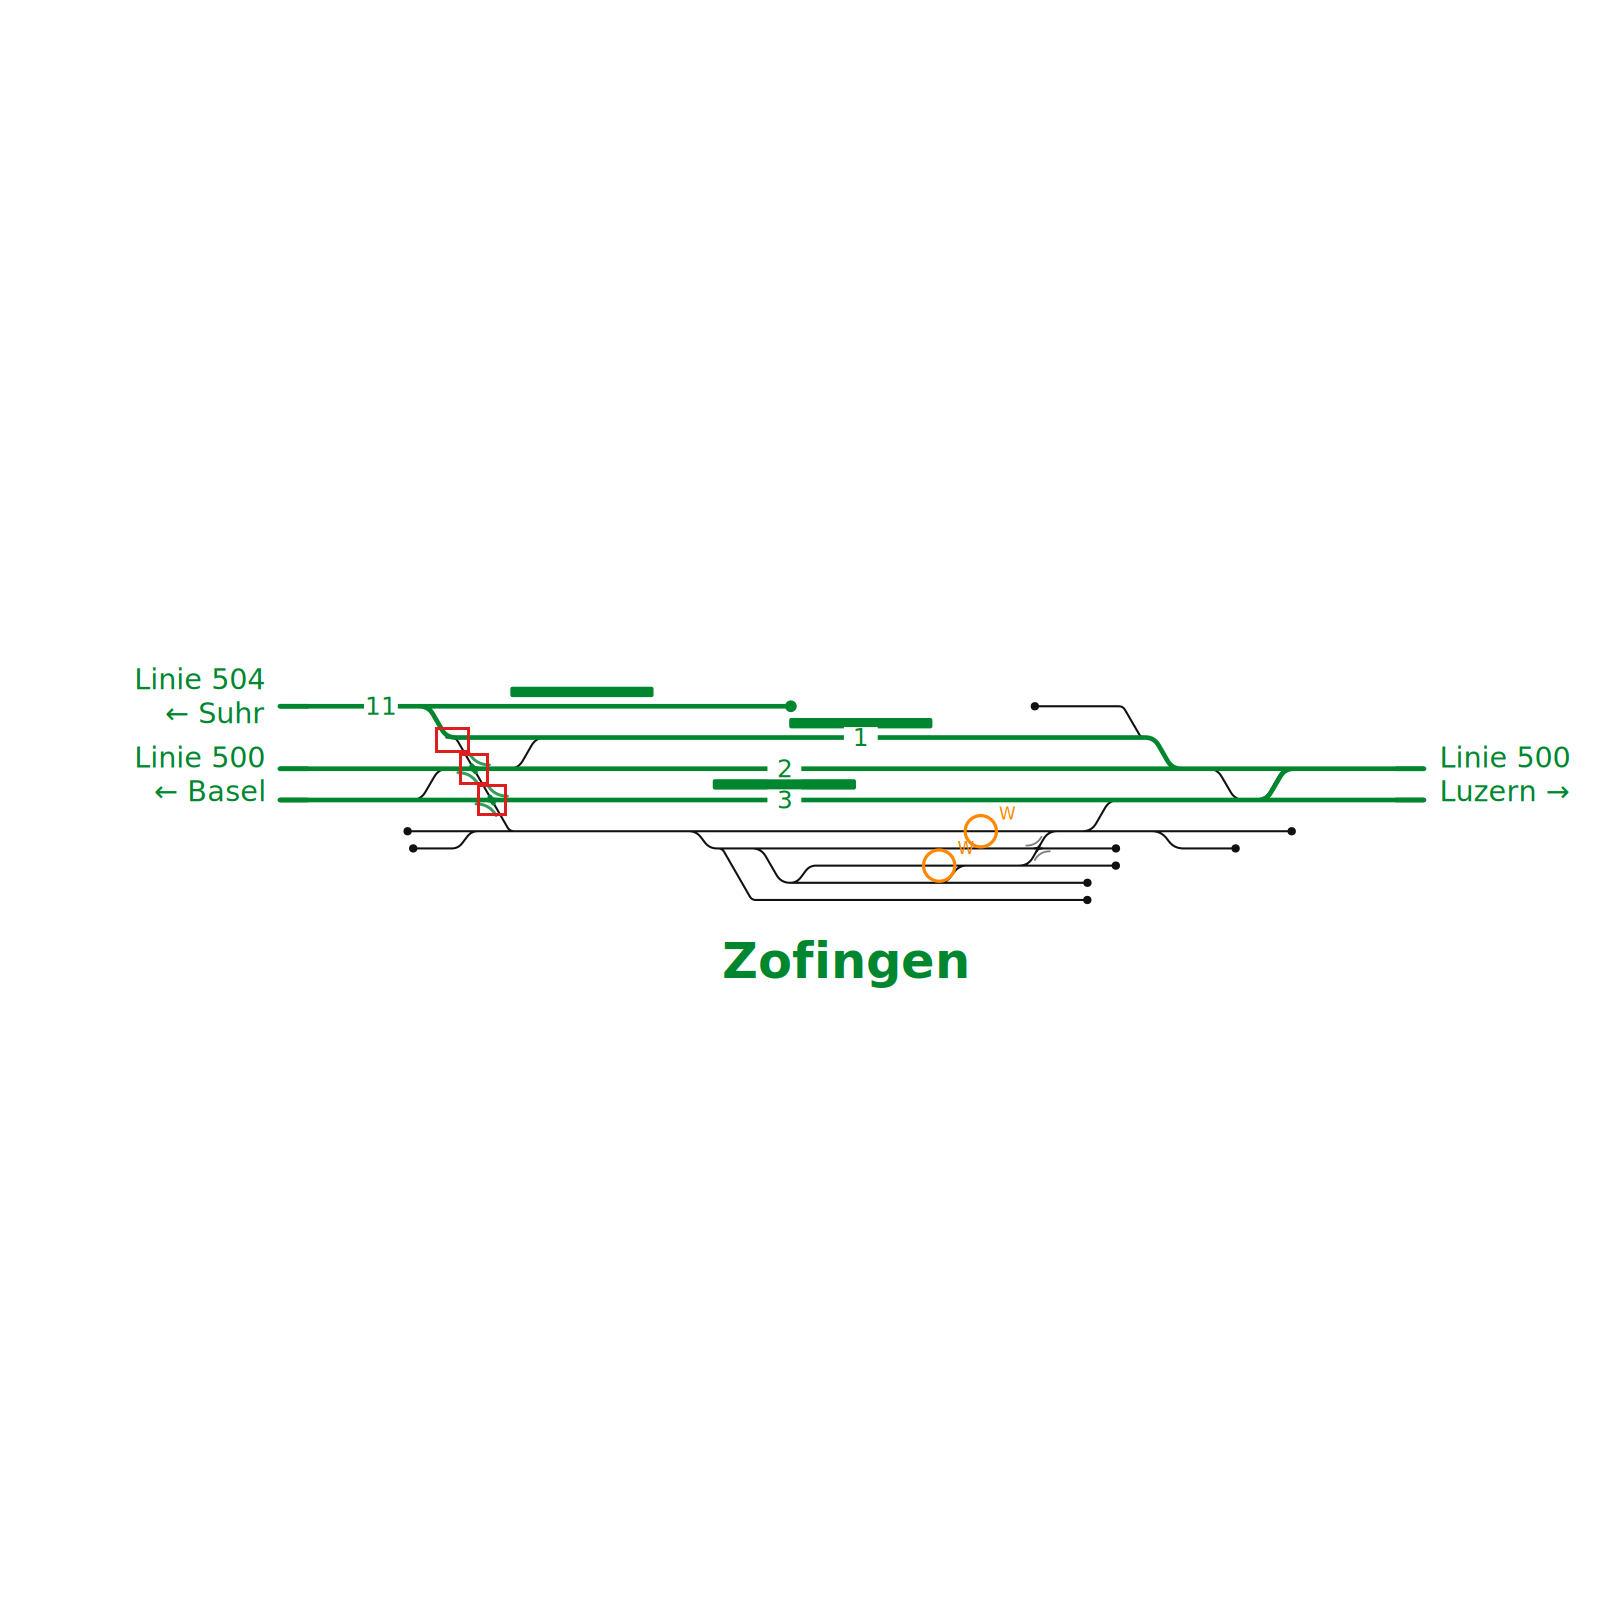 Linie 504
← Suhr
11
1
Linie 500
← Basel
2
3
Linie 500
Luzern →
W
W
Zofingen